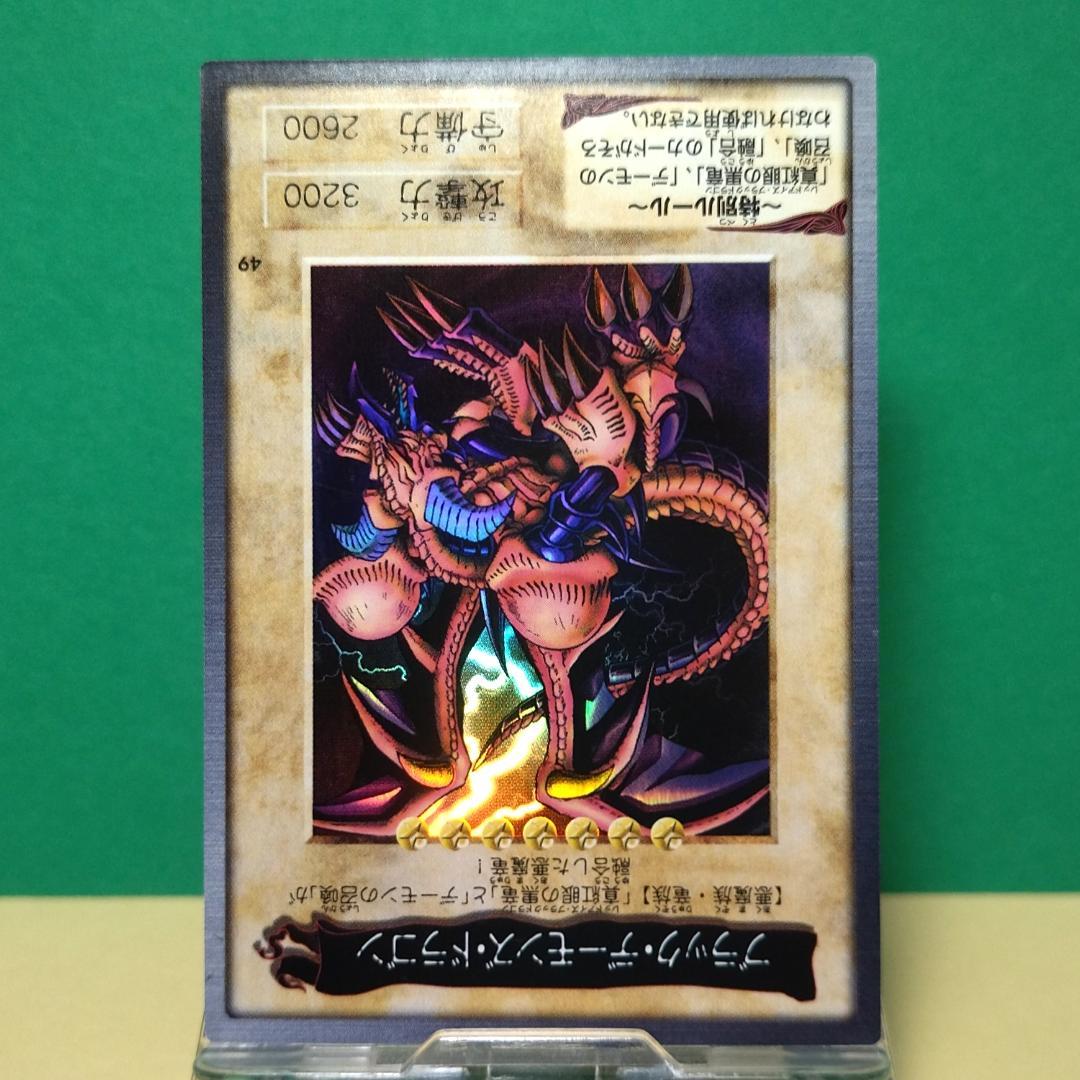 ブラック・デーモンズ・ドラゴン
【悪魔族・竜族】「真紅眼の黒竜」と「デーモンの召喚」が
融合した悪魔竜！
49
攻撃力 3200
守備力 2600
～特別ルール～
「真紅眼の黒竜」、「デーモンの
召喚」、「融合」のカードがそろ
わなければ使用できない。